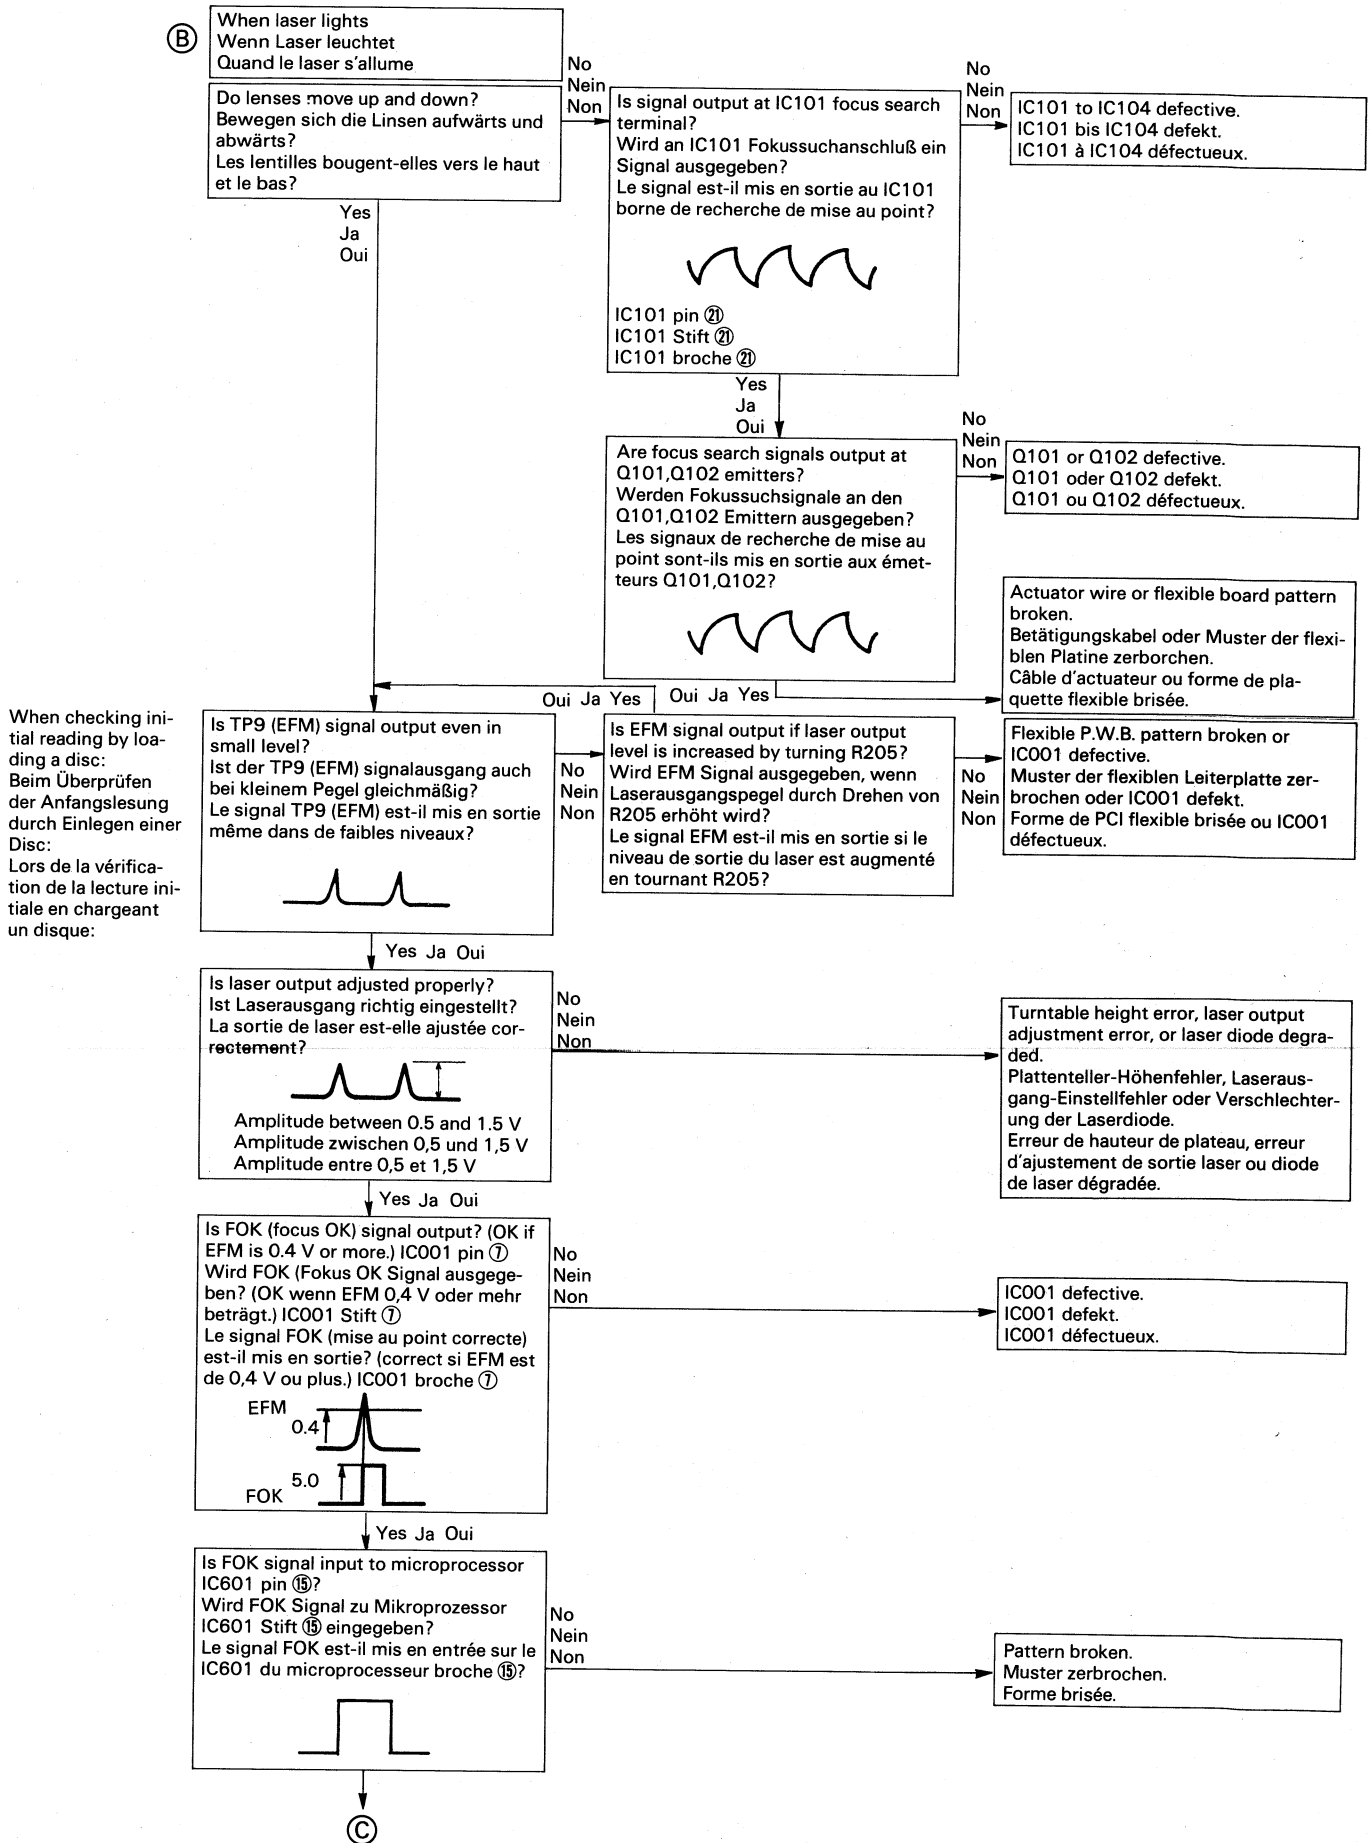 Ⓑ
When laser lights
Wenn Laser leuchtet
Quand le laser s'allume
Do lenses move up and down?
Bewegen sich die Linsen aufwärts und
abwärts?
Les lentilles bougent-elles vers le haut
et le bas?
No
Nein
Non
Is signal output at IC101 focus search
terminal?
Wird an IC101 Fokussuchanschluß ein
Signal ausgegeben?
Le signal est-il mis en sortie au IC101
borne de recherche de mise au point?
IC101 pin ㉑
IC101 Stift ㉑
IC101 broche ㉑
No
Nein
Non
IC101 to IC104 defective.
IC101 bis IC104 defekt.
IC101 à IC104 défectueux.
Yes
Ja
Oui
Yes
Ja
Oui
Are focus search signals output at
Q101,Q102 emitters?
Werden Fokussuchsignale an den
Q101,Q102 Emittern ausgegeben?
Les signaux de recherche de mise au
point sont-ils mis en sortie aux émet-
teurs Q101,Q102?
No
Nein
Non
Q101 or Q102 defective.
Q101 oder Q102 defekt.
Q101 ou Q102 défectueux.
Oui Ja Yes
Actuator wire or flexible board pattern
broken.
Betätigungskabel oder Muster der flexi-
blen Platine zerborchen.
Câble d'actuateur ou forme de pla-
quette flexible brisée.
Oui Ja Yes
When checking ini-
tial reading by loa-
ding a disc:
Beim Überprüfen
der Anfangslesung
durch Einlegen einer
Disc:
Lors de la vérifica-
tion de la lecture ini-
tiale en chargeant
un disque:
Is TP9 (EFM) signal output even in
small level?
Ist der TP9 (EFM) signalausgang auch
bei kleinem Pegel gleichmäßig?
Le signal TP9 (EFM) est-il mis en sortie
même dans de faibles niveaux?
No
Nein
Non
Is EFM signal output if laser output
level is increased by turning R205?
Wird EFM Signal ausgegeben, wenn
Laserausgangspegel durch Drehen von
R205 erhöht wird?
Le signal EFM est-il mis en sortie si le
niveau de sortie du laser est augmenté
en tournant R205?
No
Nein
Non
Flexible P.W.B. pattern broken or
IC001 defective.
Muster der flexiblen Leiterplatte zer-
brochen oder IC001 defekt.
Forme de PCI flexible brisée ou IC001
défectueux.
Yes Ja Oui
Is laser output adjusted properly?
Ist Laserausgang richtig eingestellt?
La sortie de laser est-elle ajustée cor-
rectement?
Amplitude between 0.5 and 1.5 V
Amplitude zwischen 0,5 und 1,5 V
Amplitude entre 0,5 et 1,5 V
No
Nein
Non
Turntable height error, laser output
adjustment error, or laser diode degra-
ded.
Plattenteller-Höhenfehler, Laseraus-
gang-Einstellfehler oder Verschlechter-
ung der Laserdiode.
Erreur de hauteur de plateau, erreur
d'ajustement de sortie laser ou diode
de laser dégradée.
Yes Ja Oui
Is FOK (focus OK) signal output? (OK if
EFM is 0.4 V or more.) IC001 pin ⑦
Wird FOK (Fokus OK Signal ausgege-
ben? (OK wenn EFM 0,4 V oder mehr
beträgt.) IC001 Stift ⑦
Le signal FOK (mise au point correcte)
est-il mis en sortie? (correct si EFM est
de 0,4 V ou plus.) IC001 broche ⑦
EFM
0.4
5.0
FOK
No
Nein
Non
IC001 defective.
IC001 defekt.
IC001 défectueux.
Yes Ja Oui
Is FOK signal input to microprocessor
IC601 pin ⑮?
Wird FOK Signal zu Mikroprozessor
IC601 Stift ⑮ eingegeben?
Le signal FOK est-il mis en entrée sur le
IC601 du microprocesseur broche ⑮?
No
Nein
Non
Pattern broken.
Muster zerbrochen.
Forme brisée.
Ⓒ